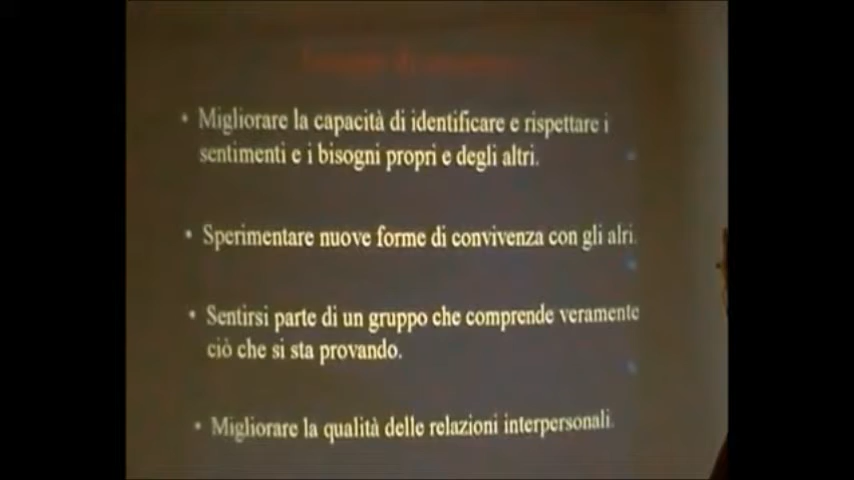 • Migliorare la capacità di identificare e rispettare i
sentimenti e i bisogni propri e degli altri.
• Sperimentare nuove forme di convivenza con gli alri.
• Sentirsi parte di un gruppo che comprende veramente
ciò che si sta provando.
• Migliorare la qualità delle relazioni interpersonali.